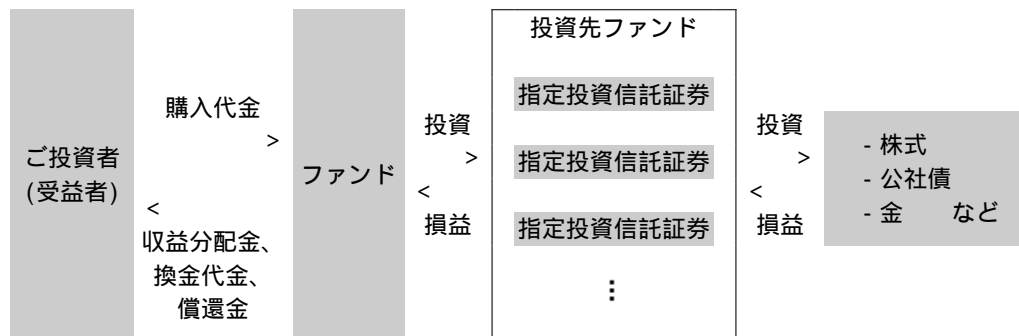 ご投資者
(受益者)
購入代金
>
<
収益分配金、
換金代金、
償還金
ファンド
投資
>
<
損益
投資先ファンド
指定投資信託証券
指定投資信託証券
指定投資信託証券
⋮
投資
>
<
損益
- 株式
- 公社債
- 金 など